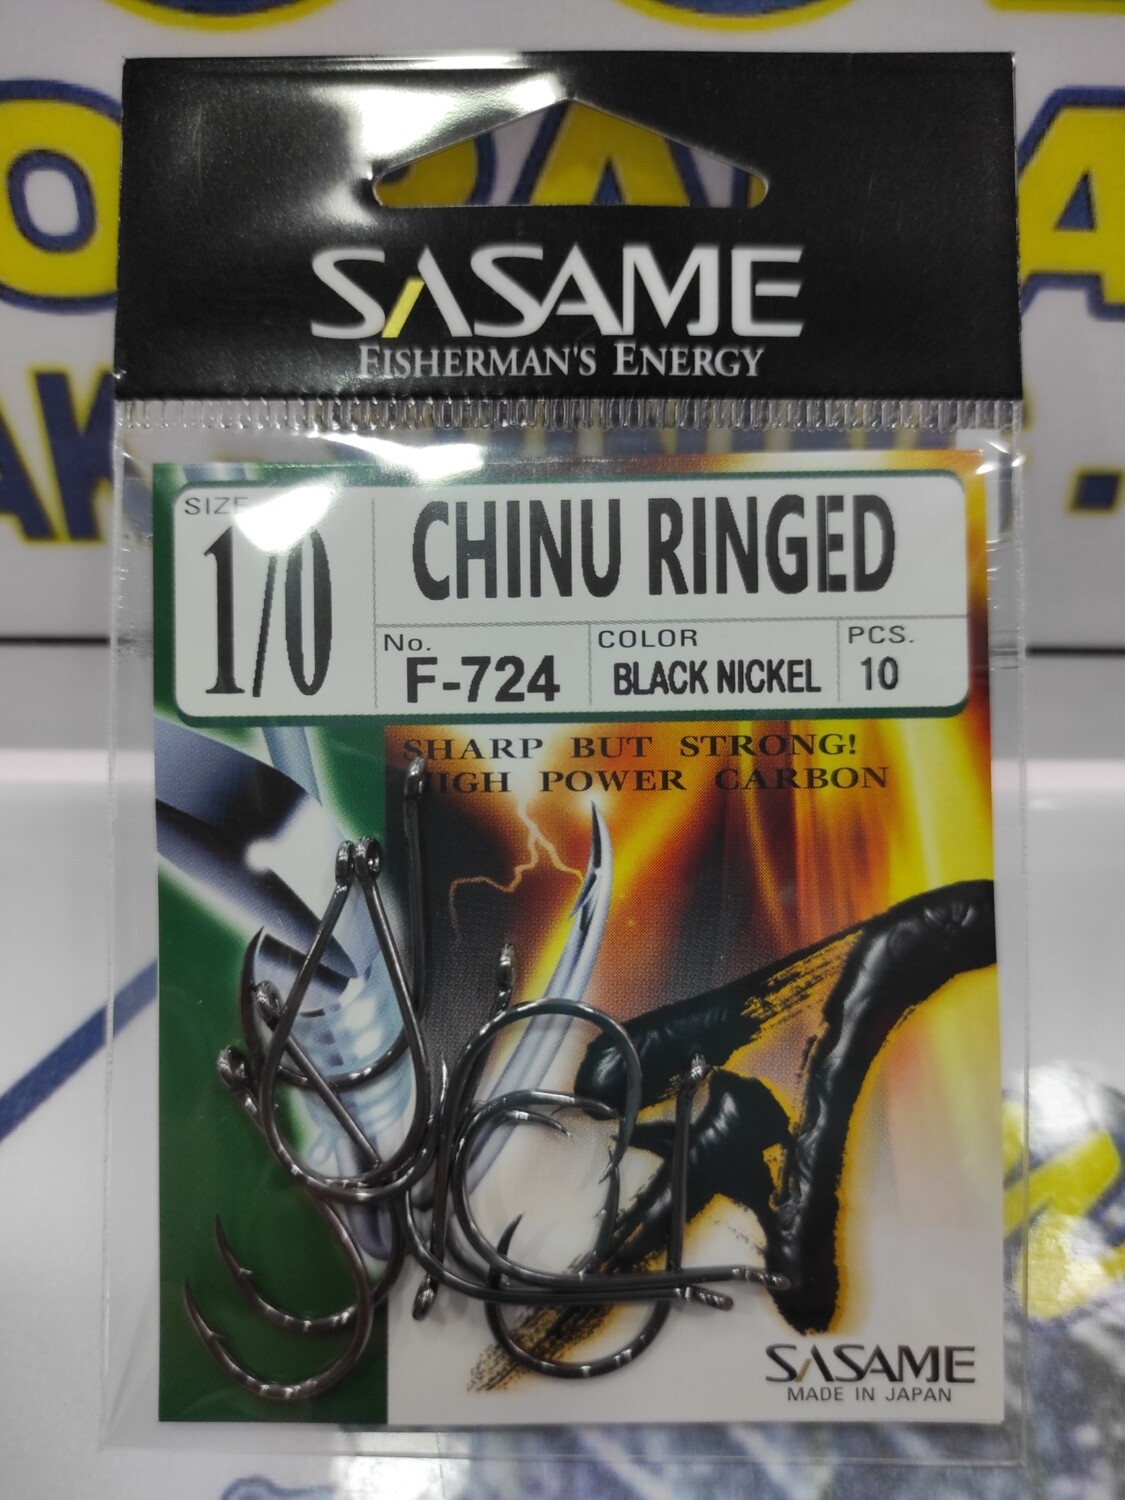 SASAME
FISHERMAN'S ENERGY
SIZE
1/0
CHINU RINGED
No.
F-724
COLOR
BLACK NICKEL
PCS.
10
SHARP BUT STRONG!
HIGH POWER CARBON
SASAME
MADE IN JAPAN